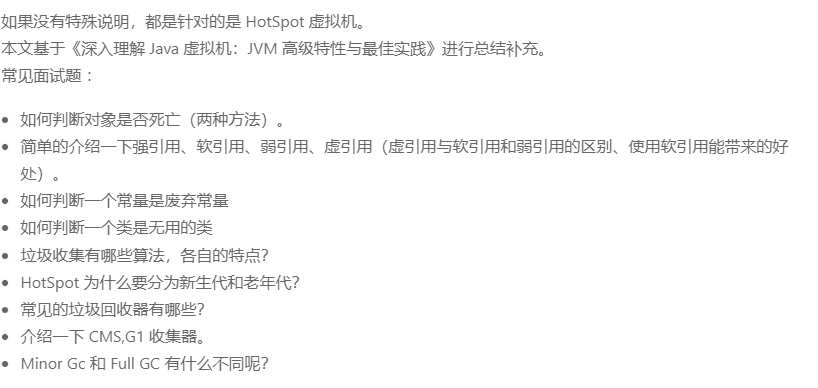 如果没有特殊说明，都是针对的是 HotSpot 虚拟机。
本文基于《深入理解 Java 虚拟机：JVM 高级特性与最佳实践》进行总结补充。
常见面试题：
• 如何判断对象是否死亡（两种方法）。
• 简单的介绍一下强引用、软引用、弱引用、虚引用（虚引用与软引用和弱引用的区别、使用软引用能带来的好
处）。
• 如何判断一个常量是废弃常量
• 如何判断一个类是无用的类
• 垃圾收集有哪些算法，各自的特点？
• HotSpot 为什么要分为新生代和老年代？
• 常见的垃圾回收器有哪些？
• 介绍一下 CMS,G1 收集器。
• Minor Gc 和 Full GC 有什么不同呢？